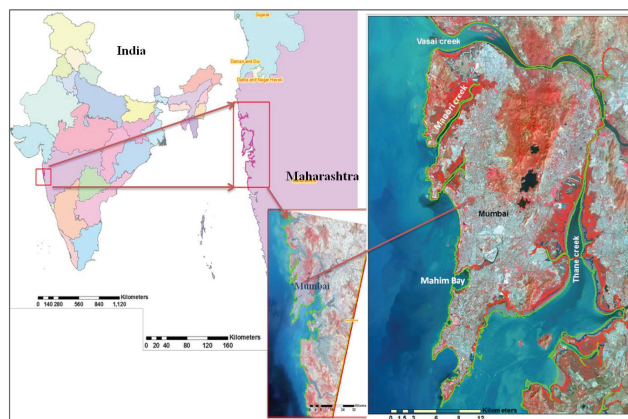 India
Gujarat
Daman and Diu
Dadra and Nagar Haveli
Maharashtra
Mumbai
Vasai creek
Manori creek
Mumbai
Thane creek
Mahim Bay
Kilometers
0 140 280 560 840 1,120
Kilometers
0 20 40 80 120 160
Kilometers